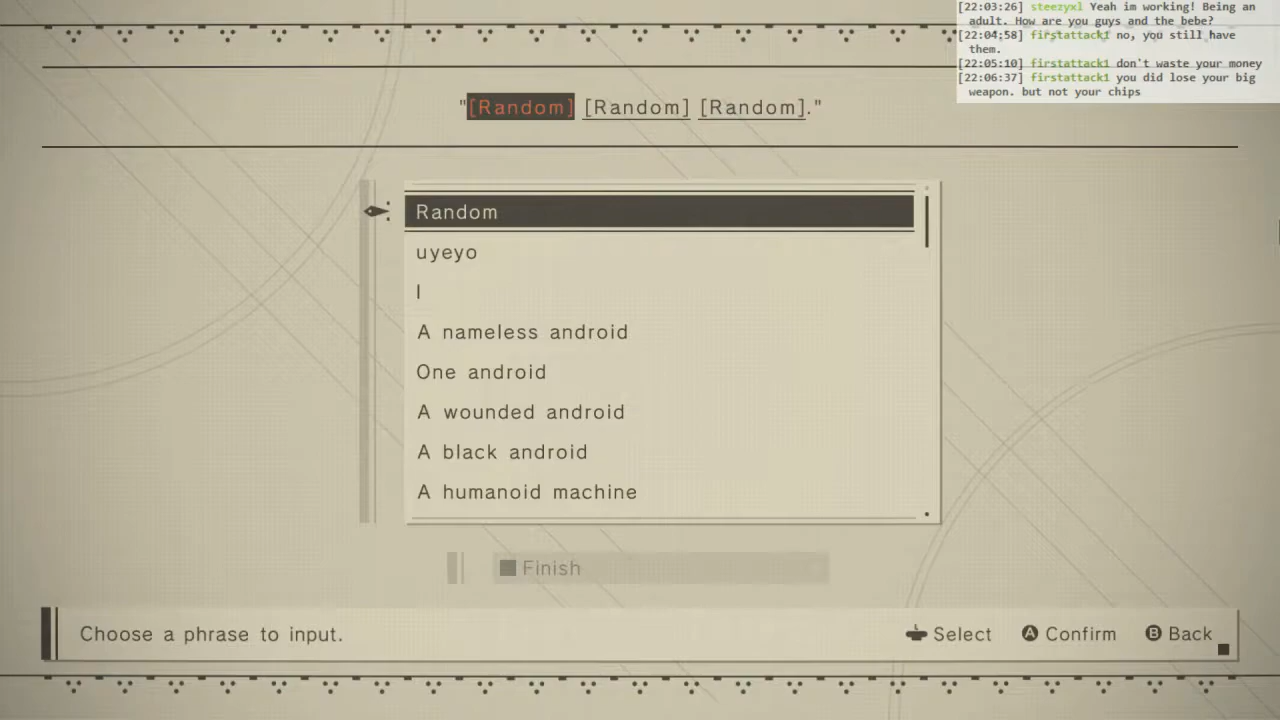 [22:03:26] steezyxl Yeah im working! Being an
adult. How are you guys and the bebe?
[22:04:58] firstattack1 no, you still have
them.
[22:05:10] firstattack1 don't waste your money
[22:06:37] firstattack1 you did lose your big
weapon. but not your chips
"[Random] [Random] [Random]."
Random
uyeyo
I
A nameless android
One android
A wounded android
A black android
A humanoid machine
Finish
Choose a phrase to input.
Select A Confirm B Back